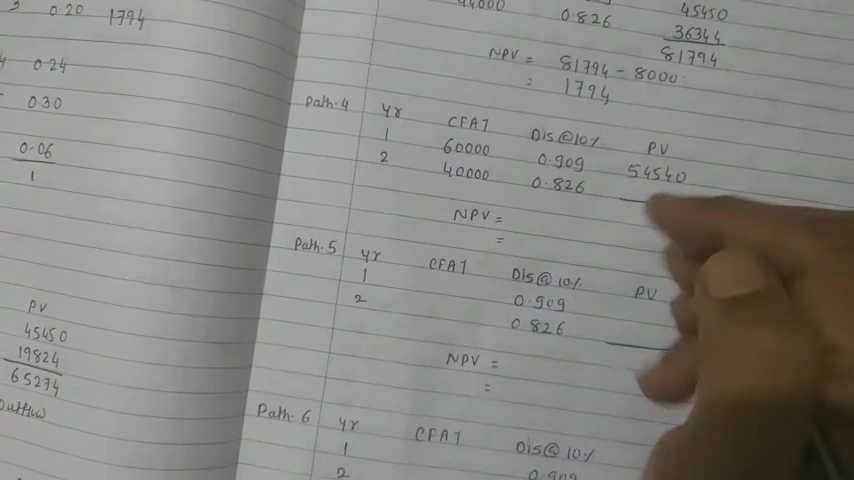 3 0.20 1794
4 0.24
0.30
0.06
1
PV
45450
19824
65274
44000 0.826 45450
36344
81794
NPV = 81794 - 8000
= 1794
Path-4 Yr CFAT Dis@10%. PV
1 60000 0.909 54540
2 40000 0.826
NPV =
=
Path-5 Yr CFAT Dis@10%. PV
1 0.909
2 0.826
NPV =
=
Path-6 Yr CFAT Dis@10%
1 0.909
2